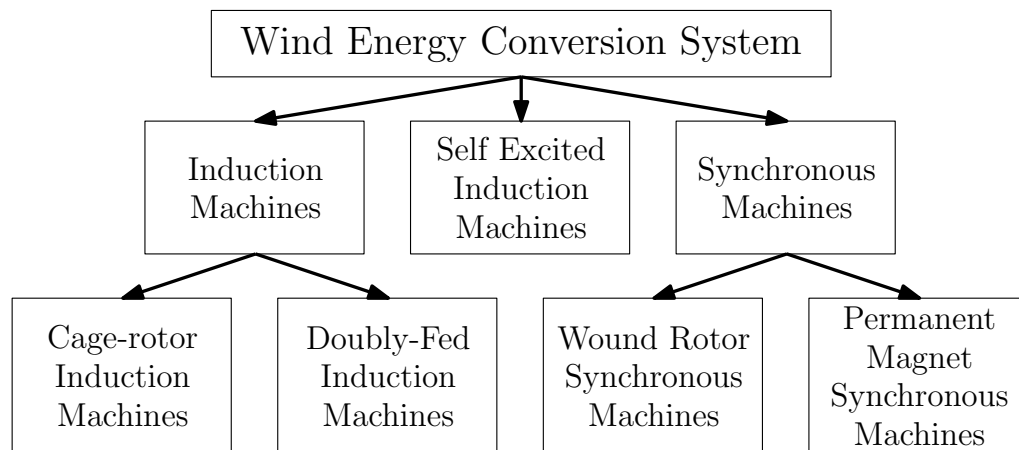 Wind Energy Conversion System
Induction
Machines
Self Excited
Induction
Machines
Synchronous
Machines
Cage-rotor
Induction
Machines
Doubly-Fed
Induction
Machines
Wound Rotor
Synchronous
Machines
Permanent
Magnet
Synchronous
Machines